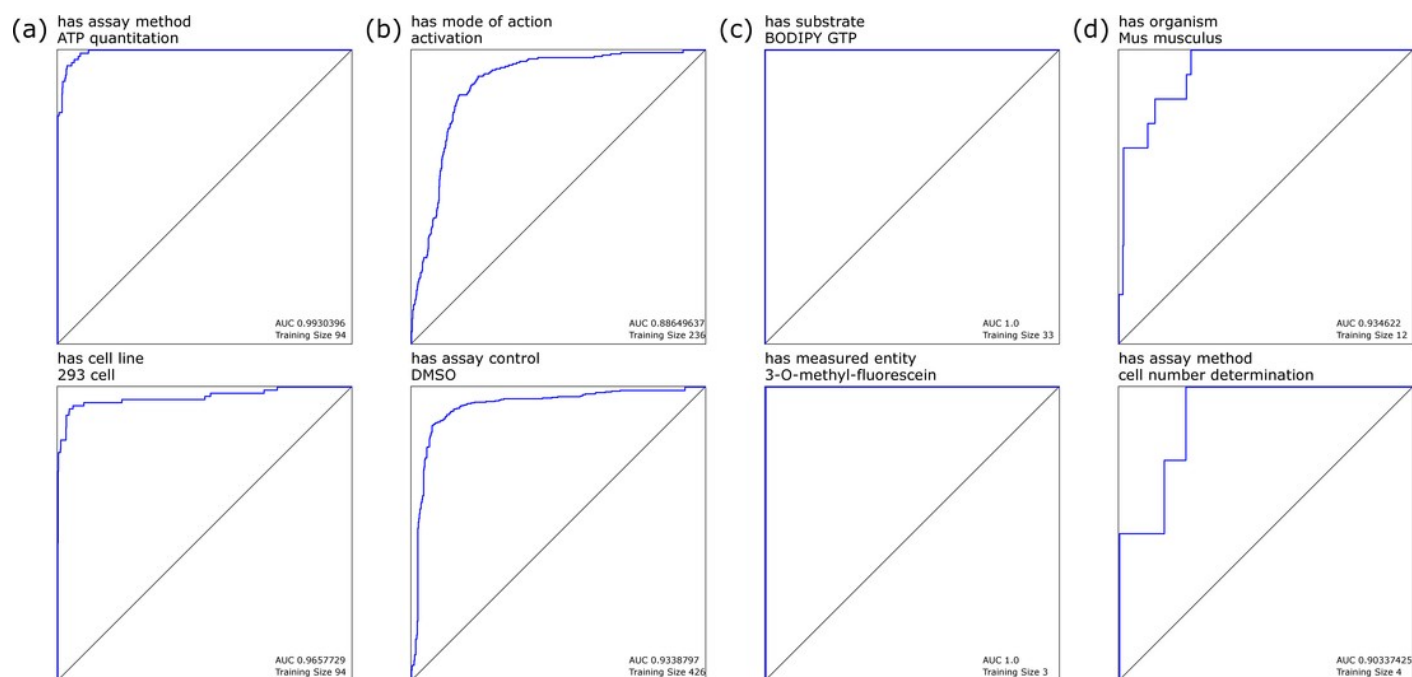 (a) has assay method
ATP quantitation
AUC 0.9930396
Training Size 94
(b) has mode of action
activation
AUC 0.88649637
Training Size 236
(c) has substrate
BODIPY GTP
AUC 1.0
Training Size 33
(d) has organism
Mus musculus
AUC 0.934622
Training Size 12
has cell line
293 cell
AUC 0.9657729
Training Size 94
has assay control
DMSO
AUC 0.9338797
Training Size 426
has measured entity
3-O-methyl-fluorescein
AUC 1.0
Training Size 3
has assay method
cell number determination
AUC 0.90337425
Training Size 4